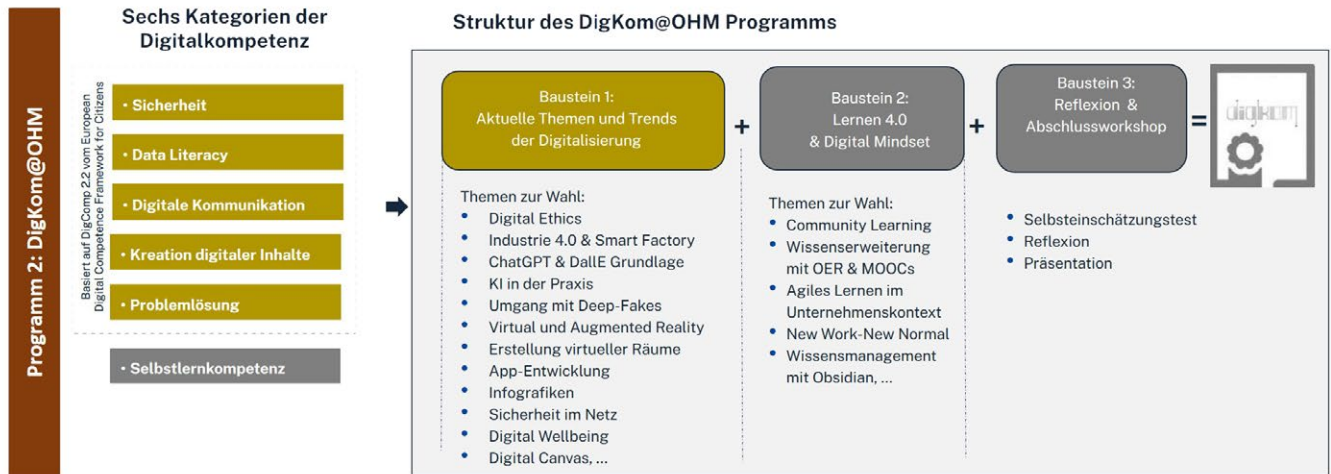 Programm 2: DigKom@OHM
Sechs Kategorien der
Digitalkompetenz
Basiert auf DigComp 2.2 vom European
Digital Competence Framework for Citizens
• Sicherheit
• Data Literacy
• Digitale Kommunikation
• Kreation digitaler Inhalte
• Problemlösung
• Selbstlernkompetenz
Struktur des DigKom@OHM Programms
Baustein 1:
Aktuelle Themen und Trends
der Digitalisierung
Themen zur Wahl:
• Digital Ethics
• Industrie 4.0 & Smart Factory
• ChatGPT & DallE Grundlage
• KI in der Praxis
• Umgang mit Deep-Fakes
• Virtual und Augmented Reality
• Erstellung virtueller Räume
• App-Entwicklung
• Infografiken
• Sicherheit im Netz
• Digital Wellbeing
• Digital Canvas, ...
+
Baustein 2:
Lernen 4.0
& Digital Mindset
Themen zur Wahl:
• Community Learning
• Wissenserweiterung
mit OER & MOOCs
• Agiles Lernen im
Unternehmenskontext
• New Work-New Normal
• Wissensmanagement
mit Obsidian, ...
+
Baustein 3:
Reflexion &
Abschlussworkshop
• Selbsteinschätzungstest
• Reflexion
• Präsentation
=
digikom